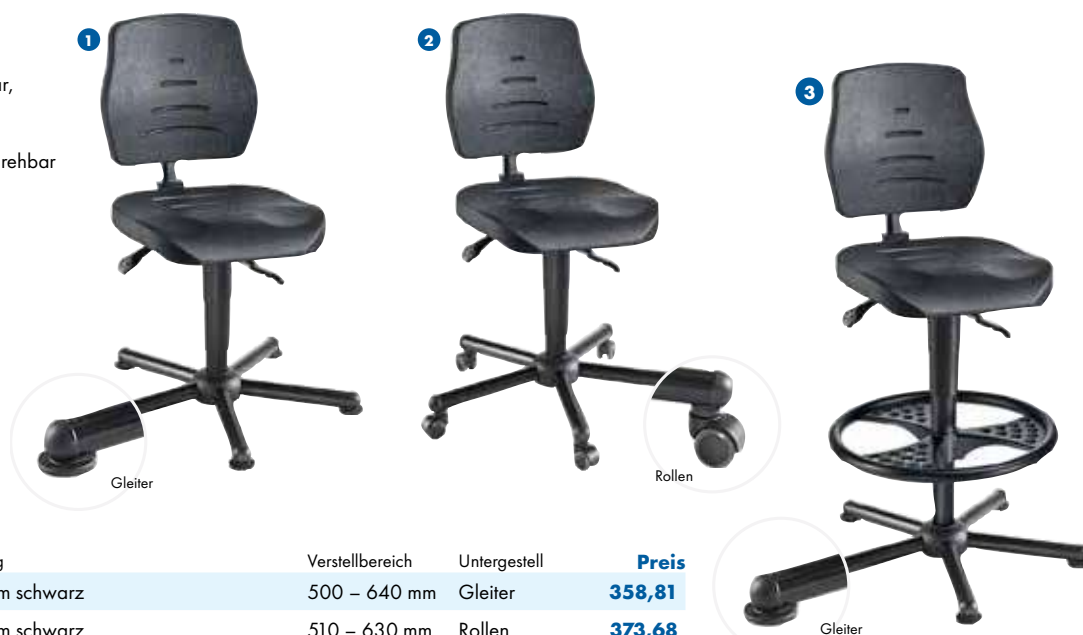 1
2
3
rehbar
Gleiter
Rollen
Verstellbereich Untergestell Preis
schwarz 500 – 640 mm Gleiter 358,81
schwarz 510 – 630 mm Rollen 373,68
Gleiter